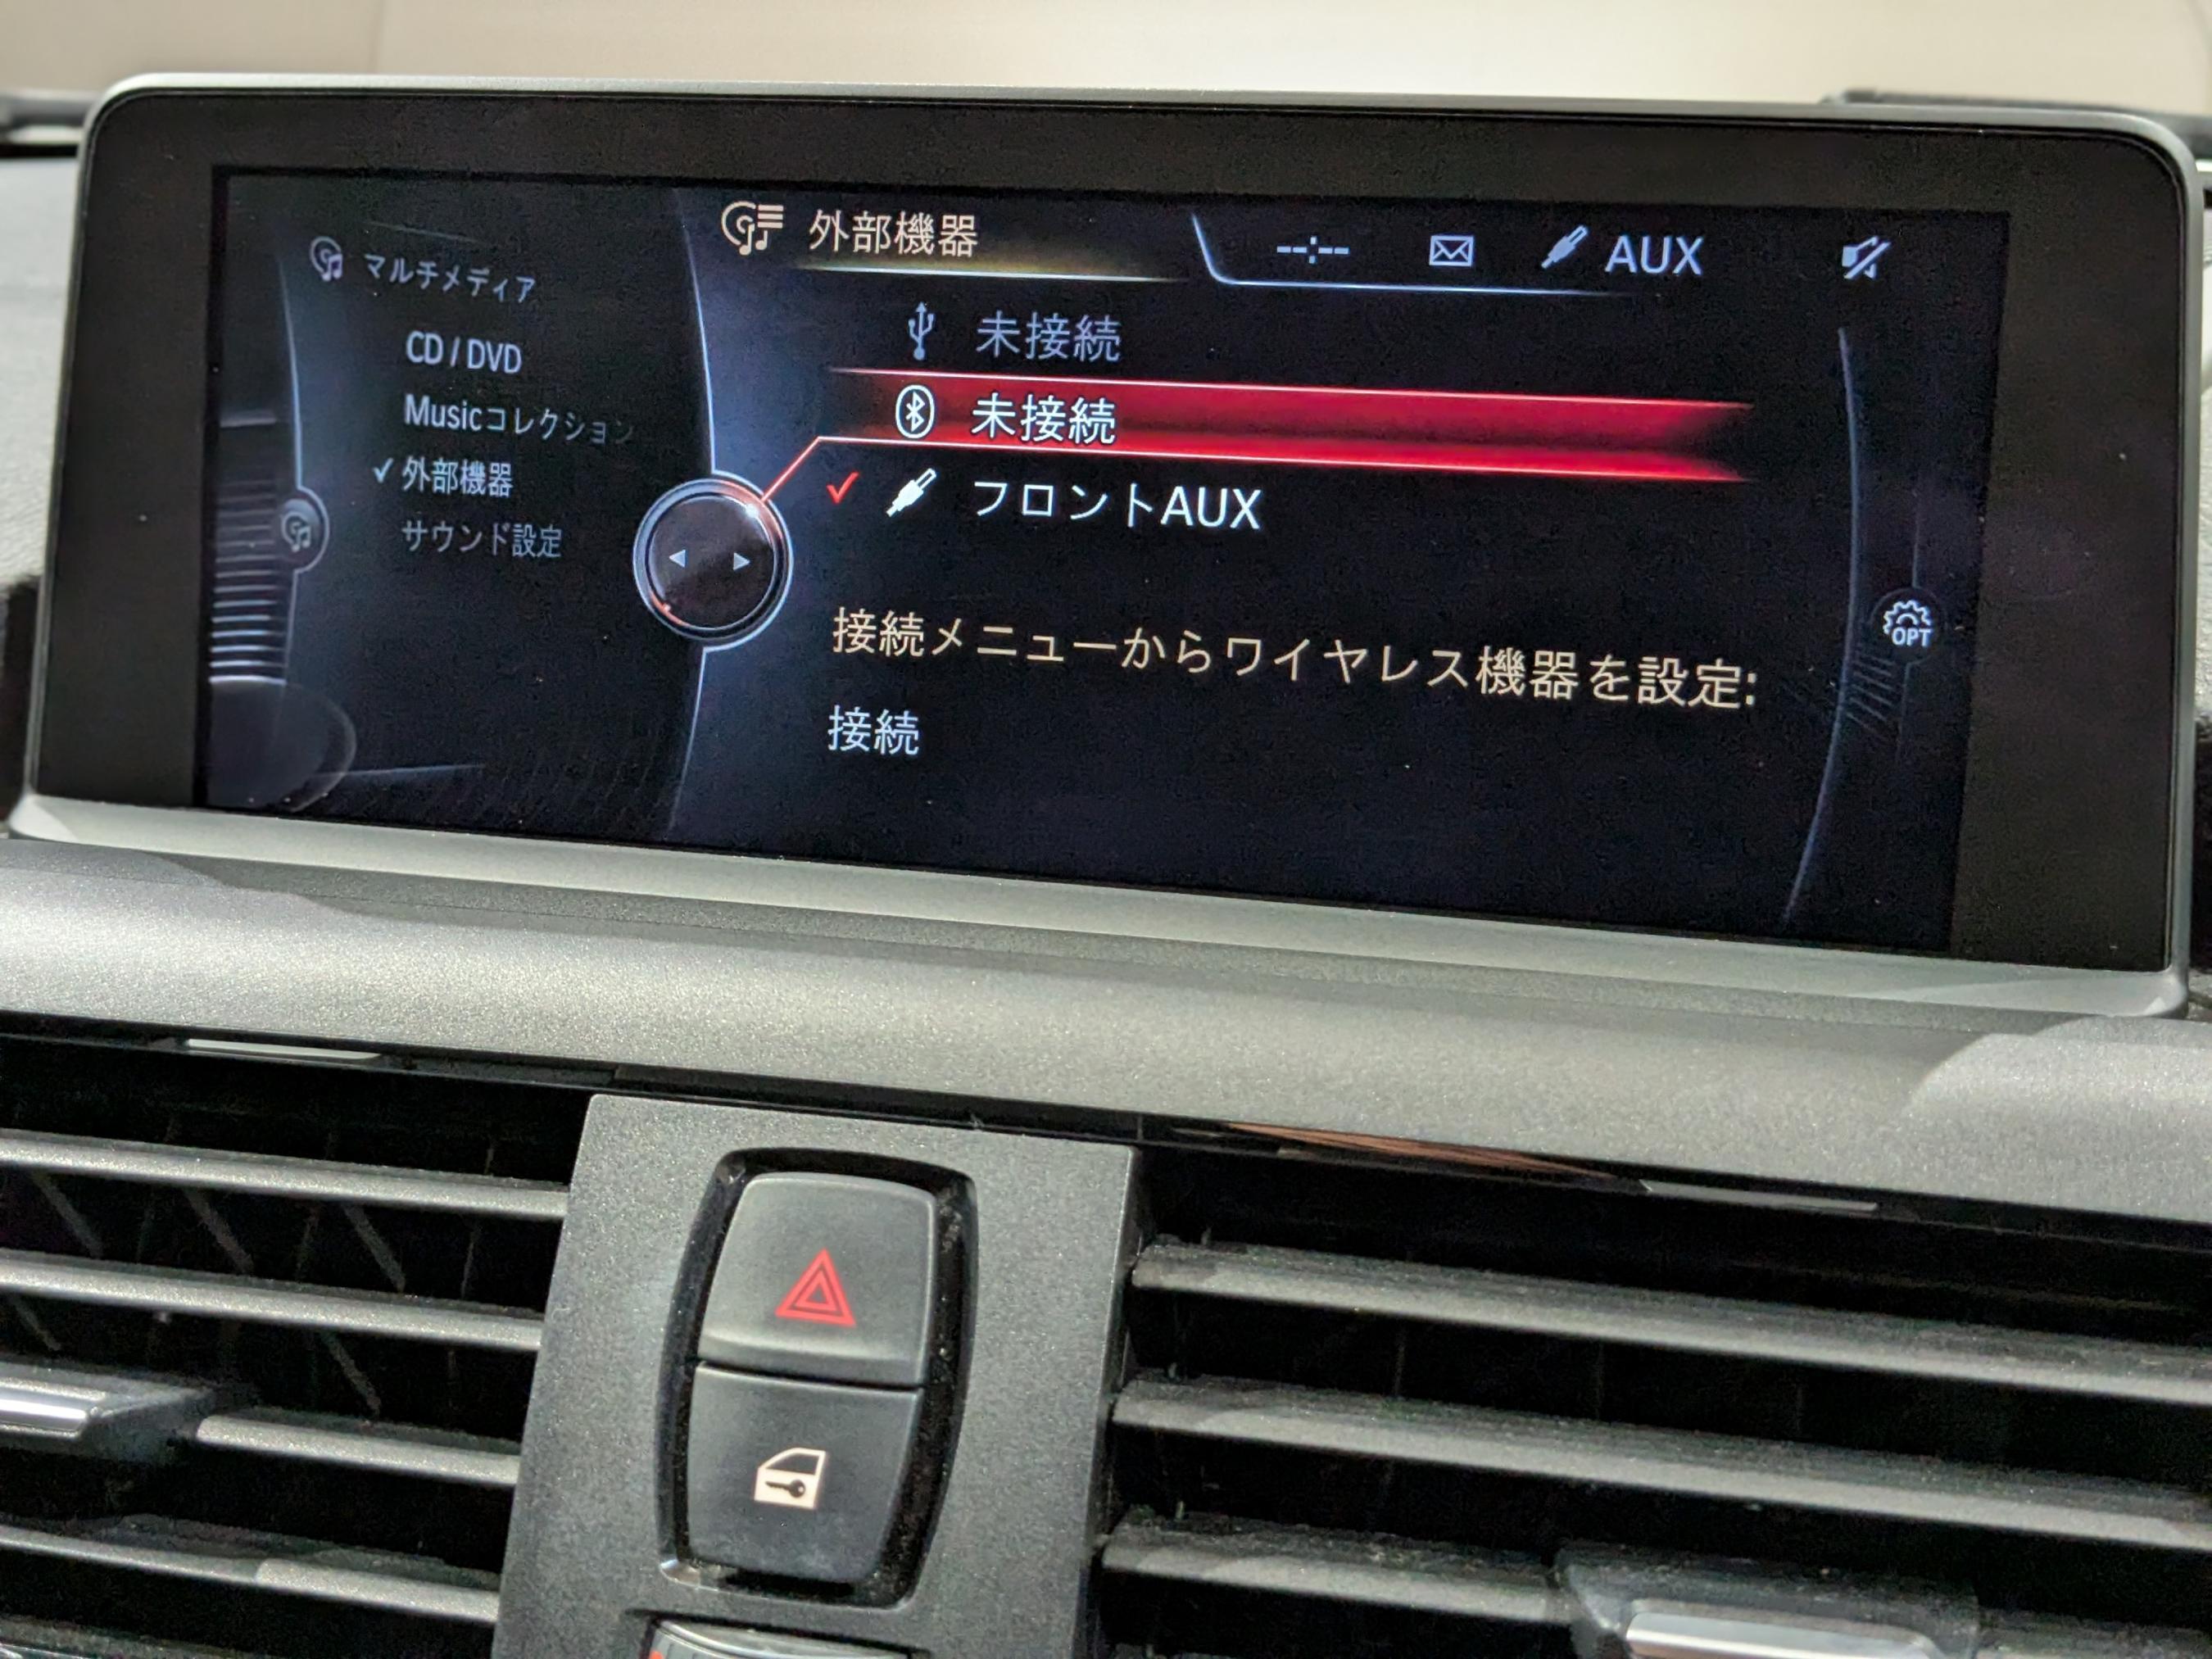 マルチメディア
CD / DVD
Musicコレクション
外部機器
サウンド設定
外部機器
--:--
AUX
未接続
未接続
フロントAUX
接続メニューからワイヤレス機器を設定:
接続
OPT